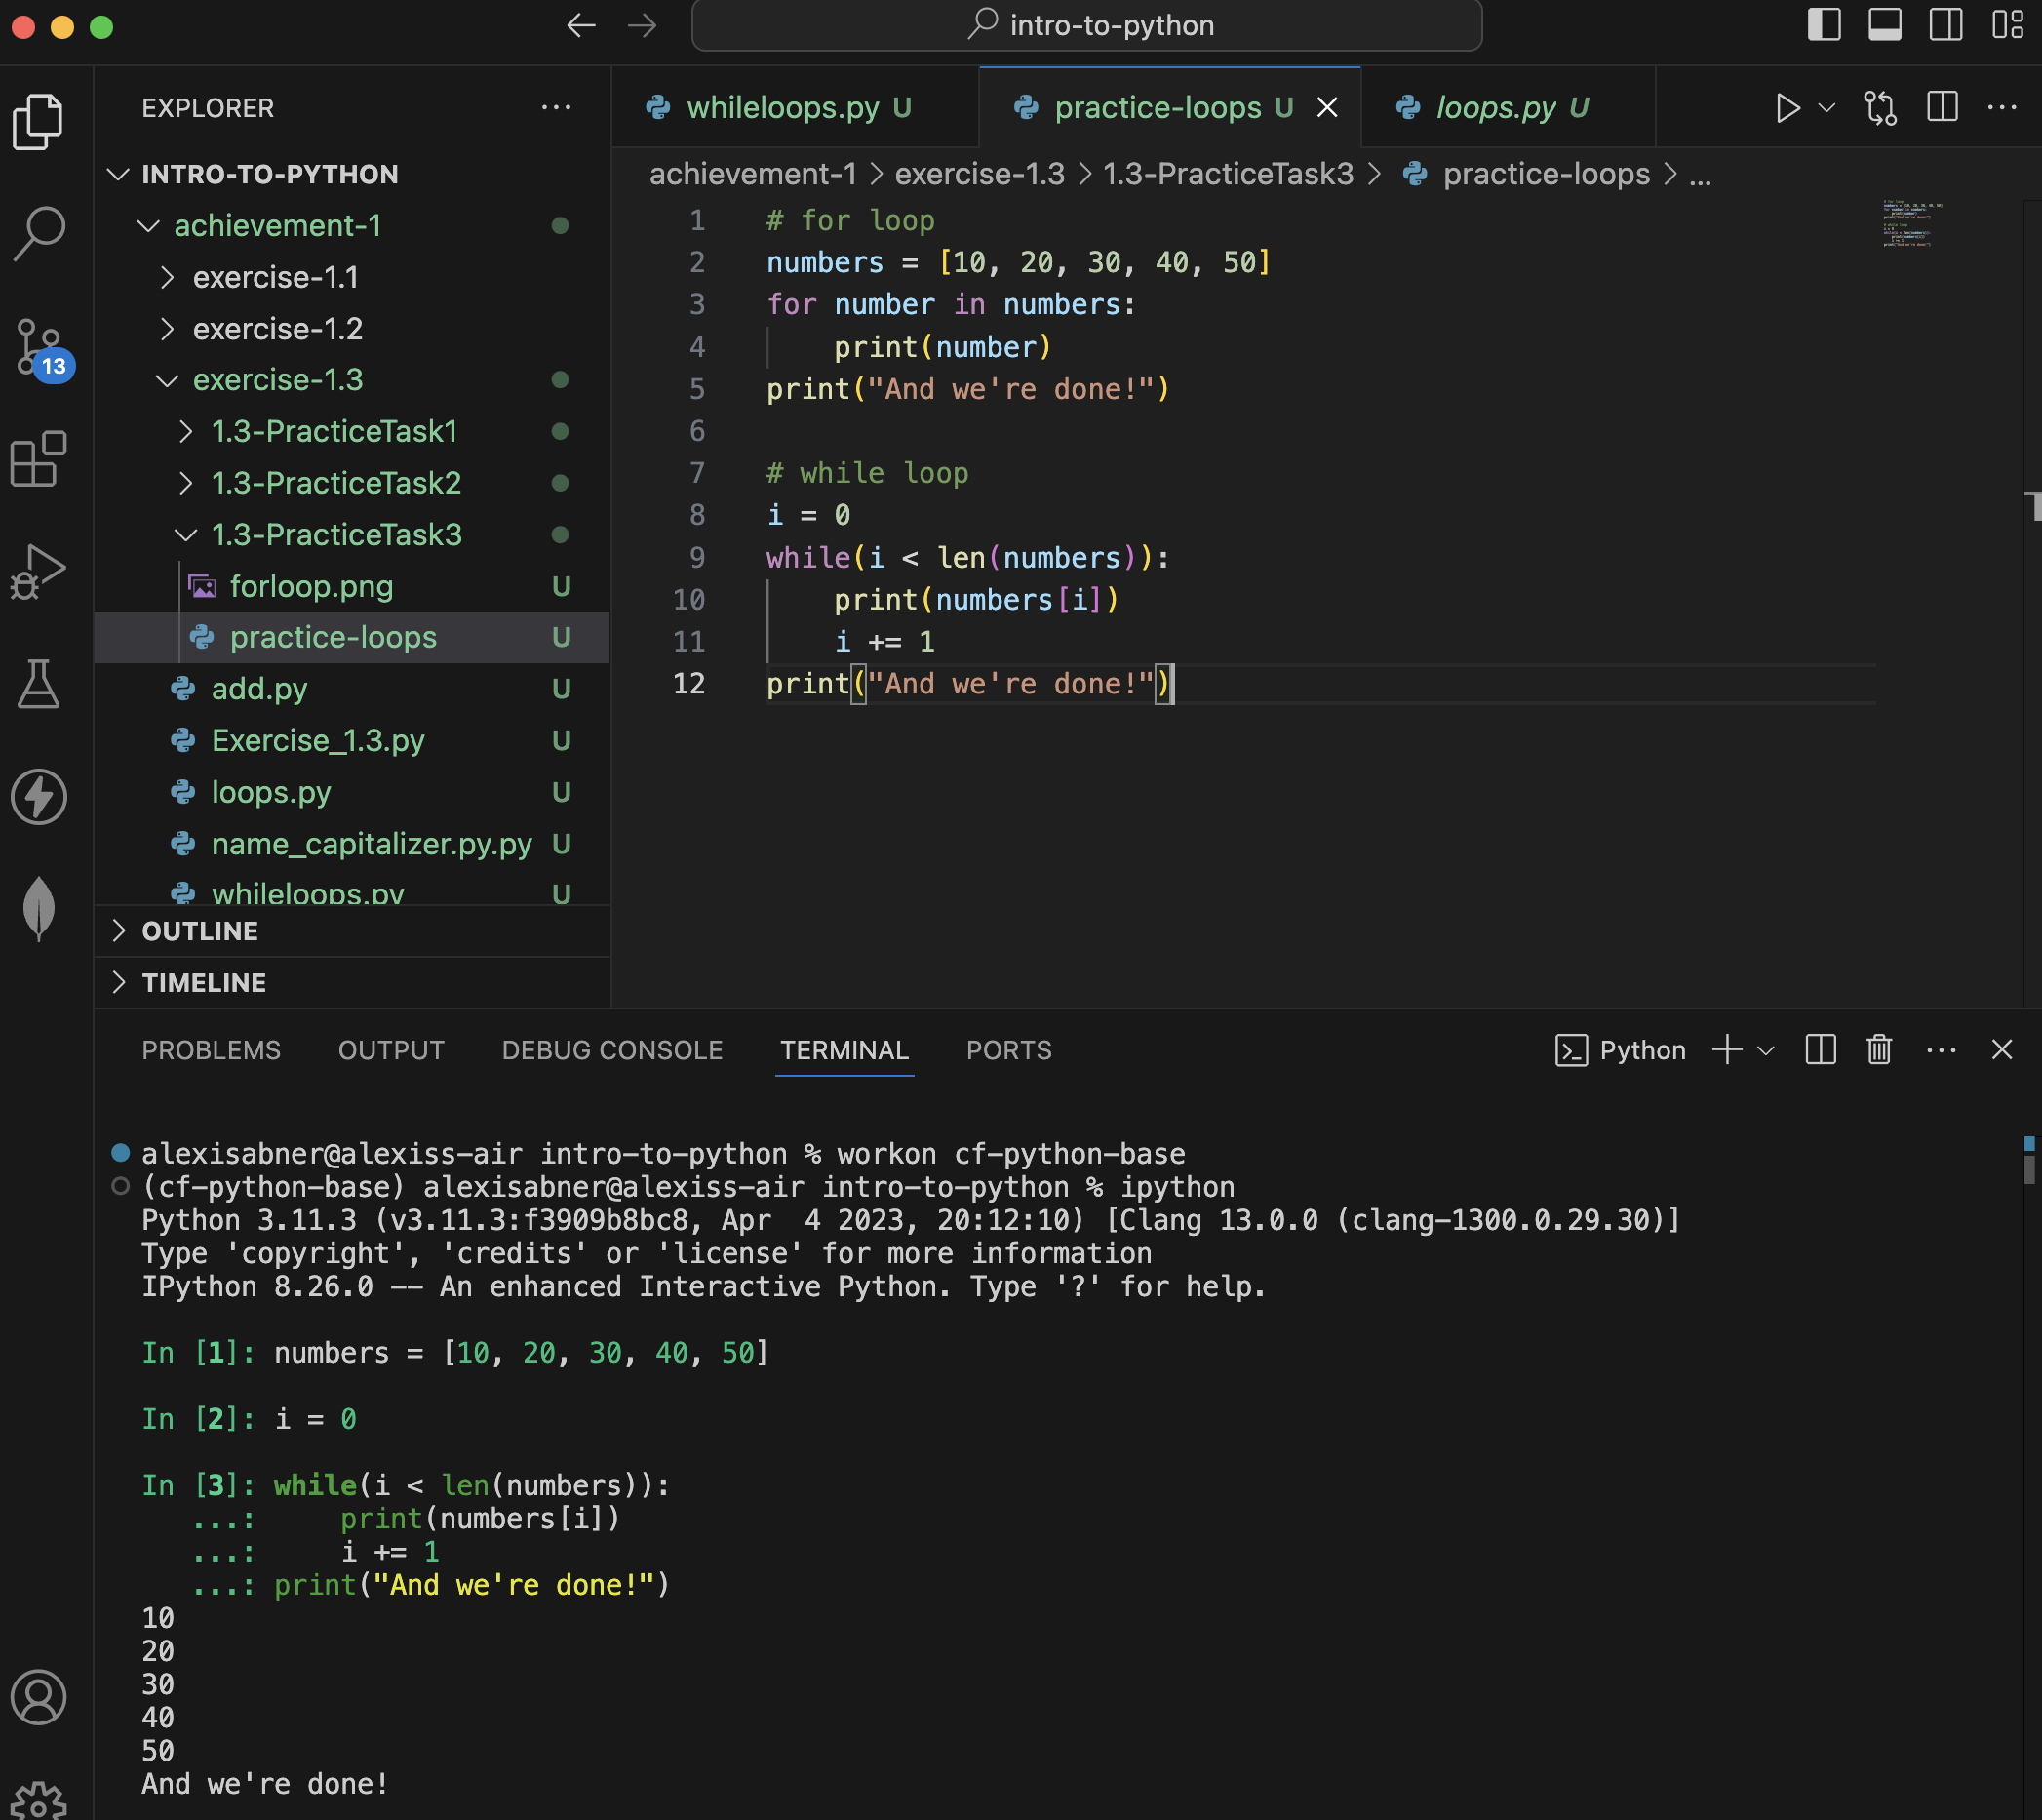 intro-to-python
EXPLORER
INTRO-TO-PYTHON
achievement-1
exercise-1.1
exercise-1.2
exercise-1.3
1.3-PracticeTask1
1.3-PracticeTask2
1.3-PracticeTask3
forloop.png U
practice-loops U
add.py U
Exercise_1.3.py U
loops.py U
name_capitalizer.py.py U
whileloops.py U
OUTLINE
TIMELINE
13
whileloops.py U
practice-loops U
loops.py U
achievement-1 > exercise-1.3 > 1.3-PracticeTask3 > practice-loops > ...
1 # for loop
2 numbers = [10, 20, 30, 40, 50]
3 for number in numbers:
4     print(number)
5 print("And we're done!")
6
7 # while loop
8 i = 0
9 while(i < len(numbers)):
10     print(numbers[i])
11     i += 1
12 print("And we're done!")
PROBLEMS OUTPUT DEBUG CONSOLE TERMINAL PORTS
Python
alexisabner@alexiss-air intro-to-python % workon cf-python-base
(cf-python-base) alexisabner@alexiss-air intro-to-python % ipython
Python 3.11.3 (v3.11.3:f3909b8bc8, Apr  4 2023, 20:12:10) [Clang 13.0.0 (clang-1300.0.29.30)]
Type 'copyright', 'credits' or 'license' for more information
IPython 8.26.0 -- An enhanced Interactive Python. Type '?' for help.
In [1]: numbers = [10, 20, 30, 40, 50]
In [2]: i = 0
In [3]: while(i < len(numbers)):
   ...:     print(numbers[i])
   ...:     i += 1
   ...: print("And we're done!")
10
20
30
40
50
And we're done!